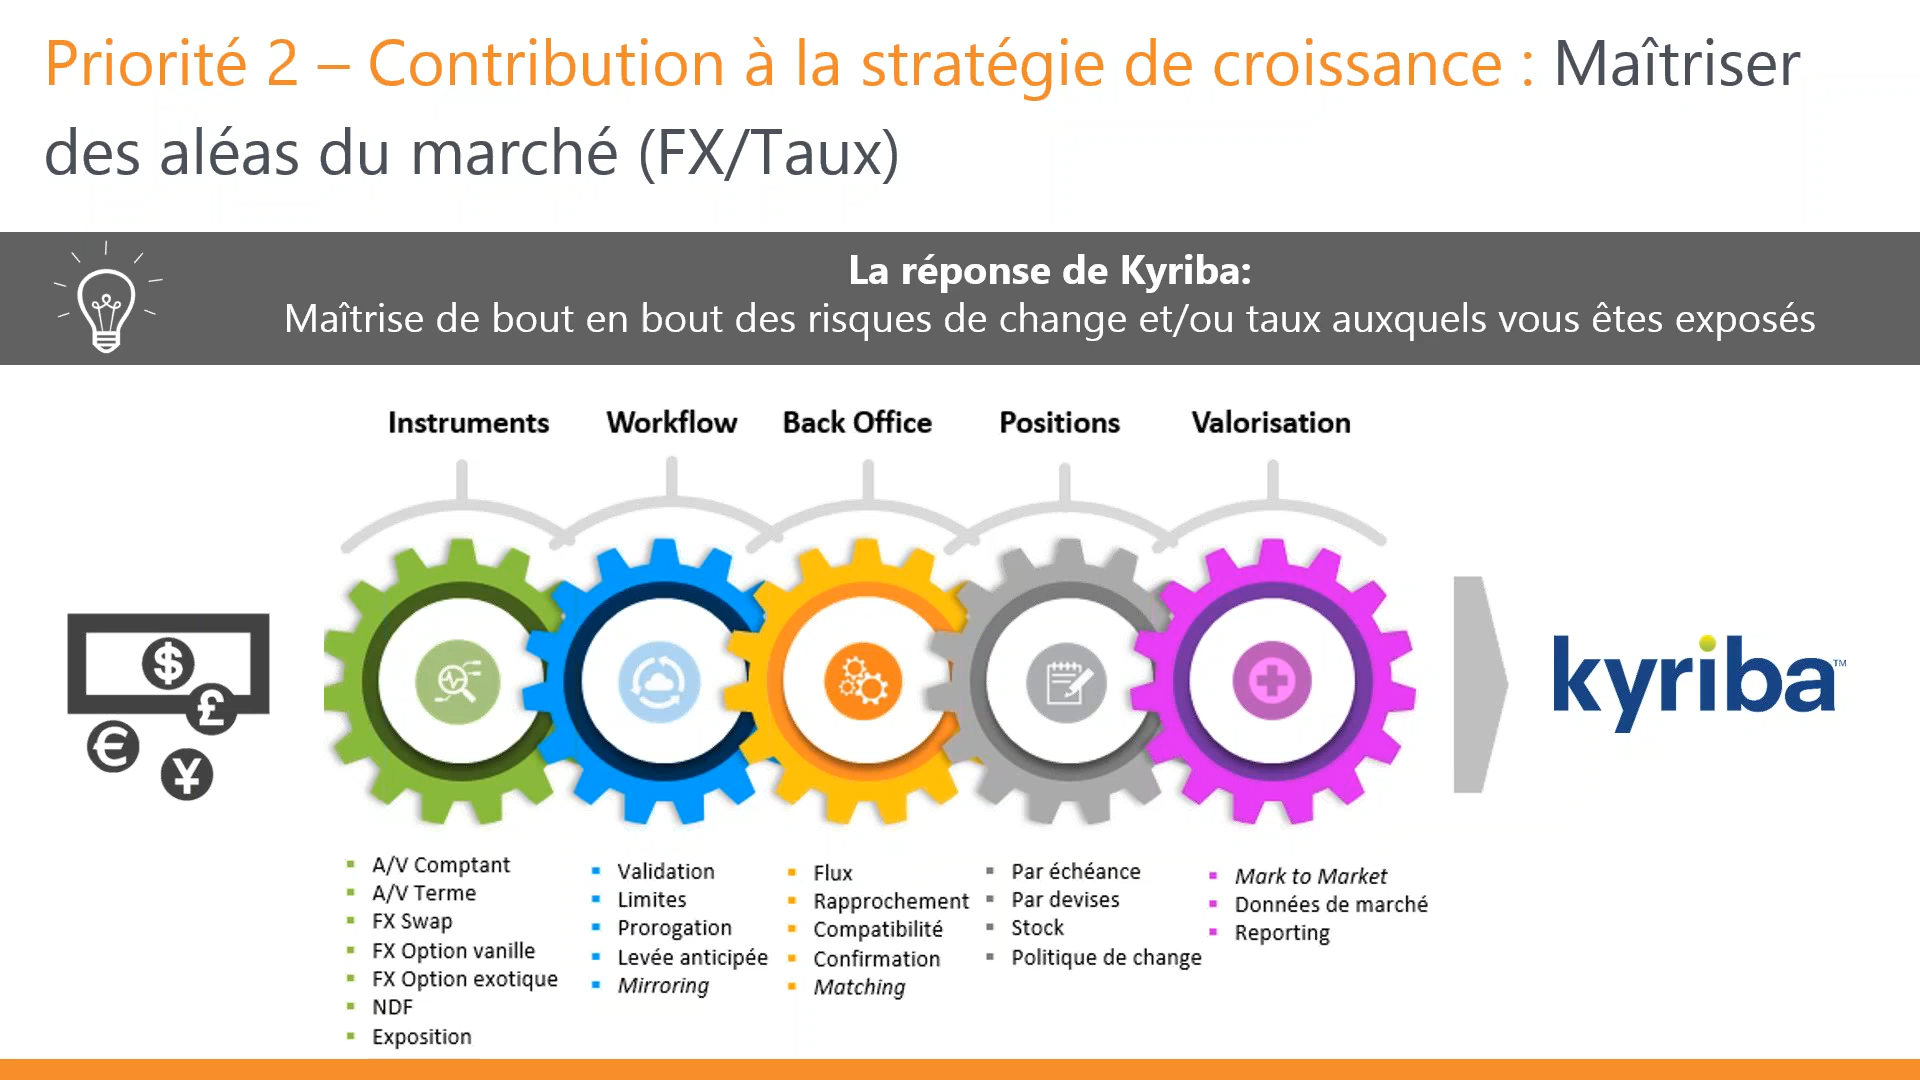 Priorité 2 – Contribution à la stratégie de croissance : Maîtriser
des aléas du marché (FX/Taux)
La réponse de Kyriba:
Maîtrise de bout en bout des risques de change et/ou taux auxquels vous êtes exposés
Instruments
Workflow
Back Office
Positions
Valorisation
$
£
€
¥
kyriba™
A/V Comptant
A/V Terme
FX Swap
FX Option vanille
FX Option exotique
NDF
Exposition
Validation
Limites
Prorogation
Levée anticipée
Mirroring
Flux
Rapprochement
Compatibilité
Confirmation
Matching
Par échéance
Par devises
Stock
Politique de change
Mark to Market
Données de marché
Reporting